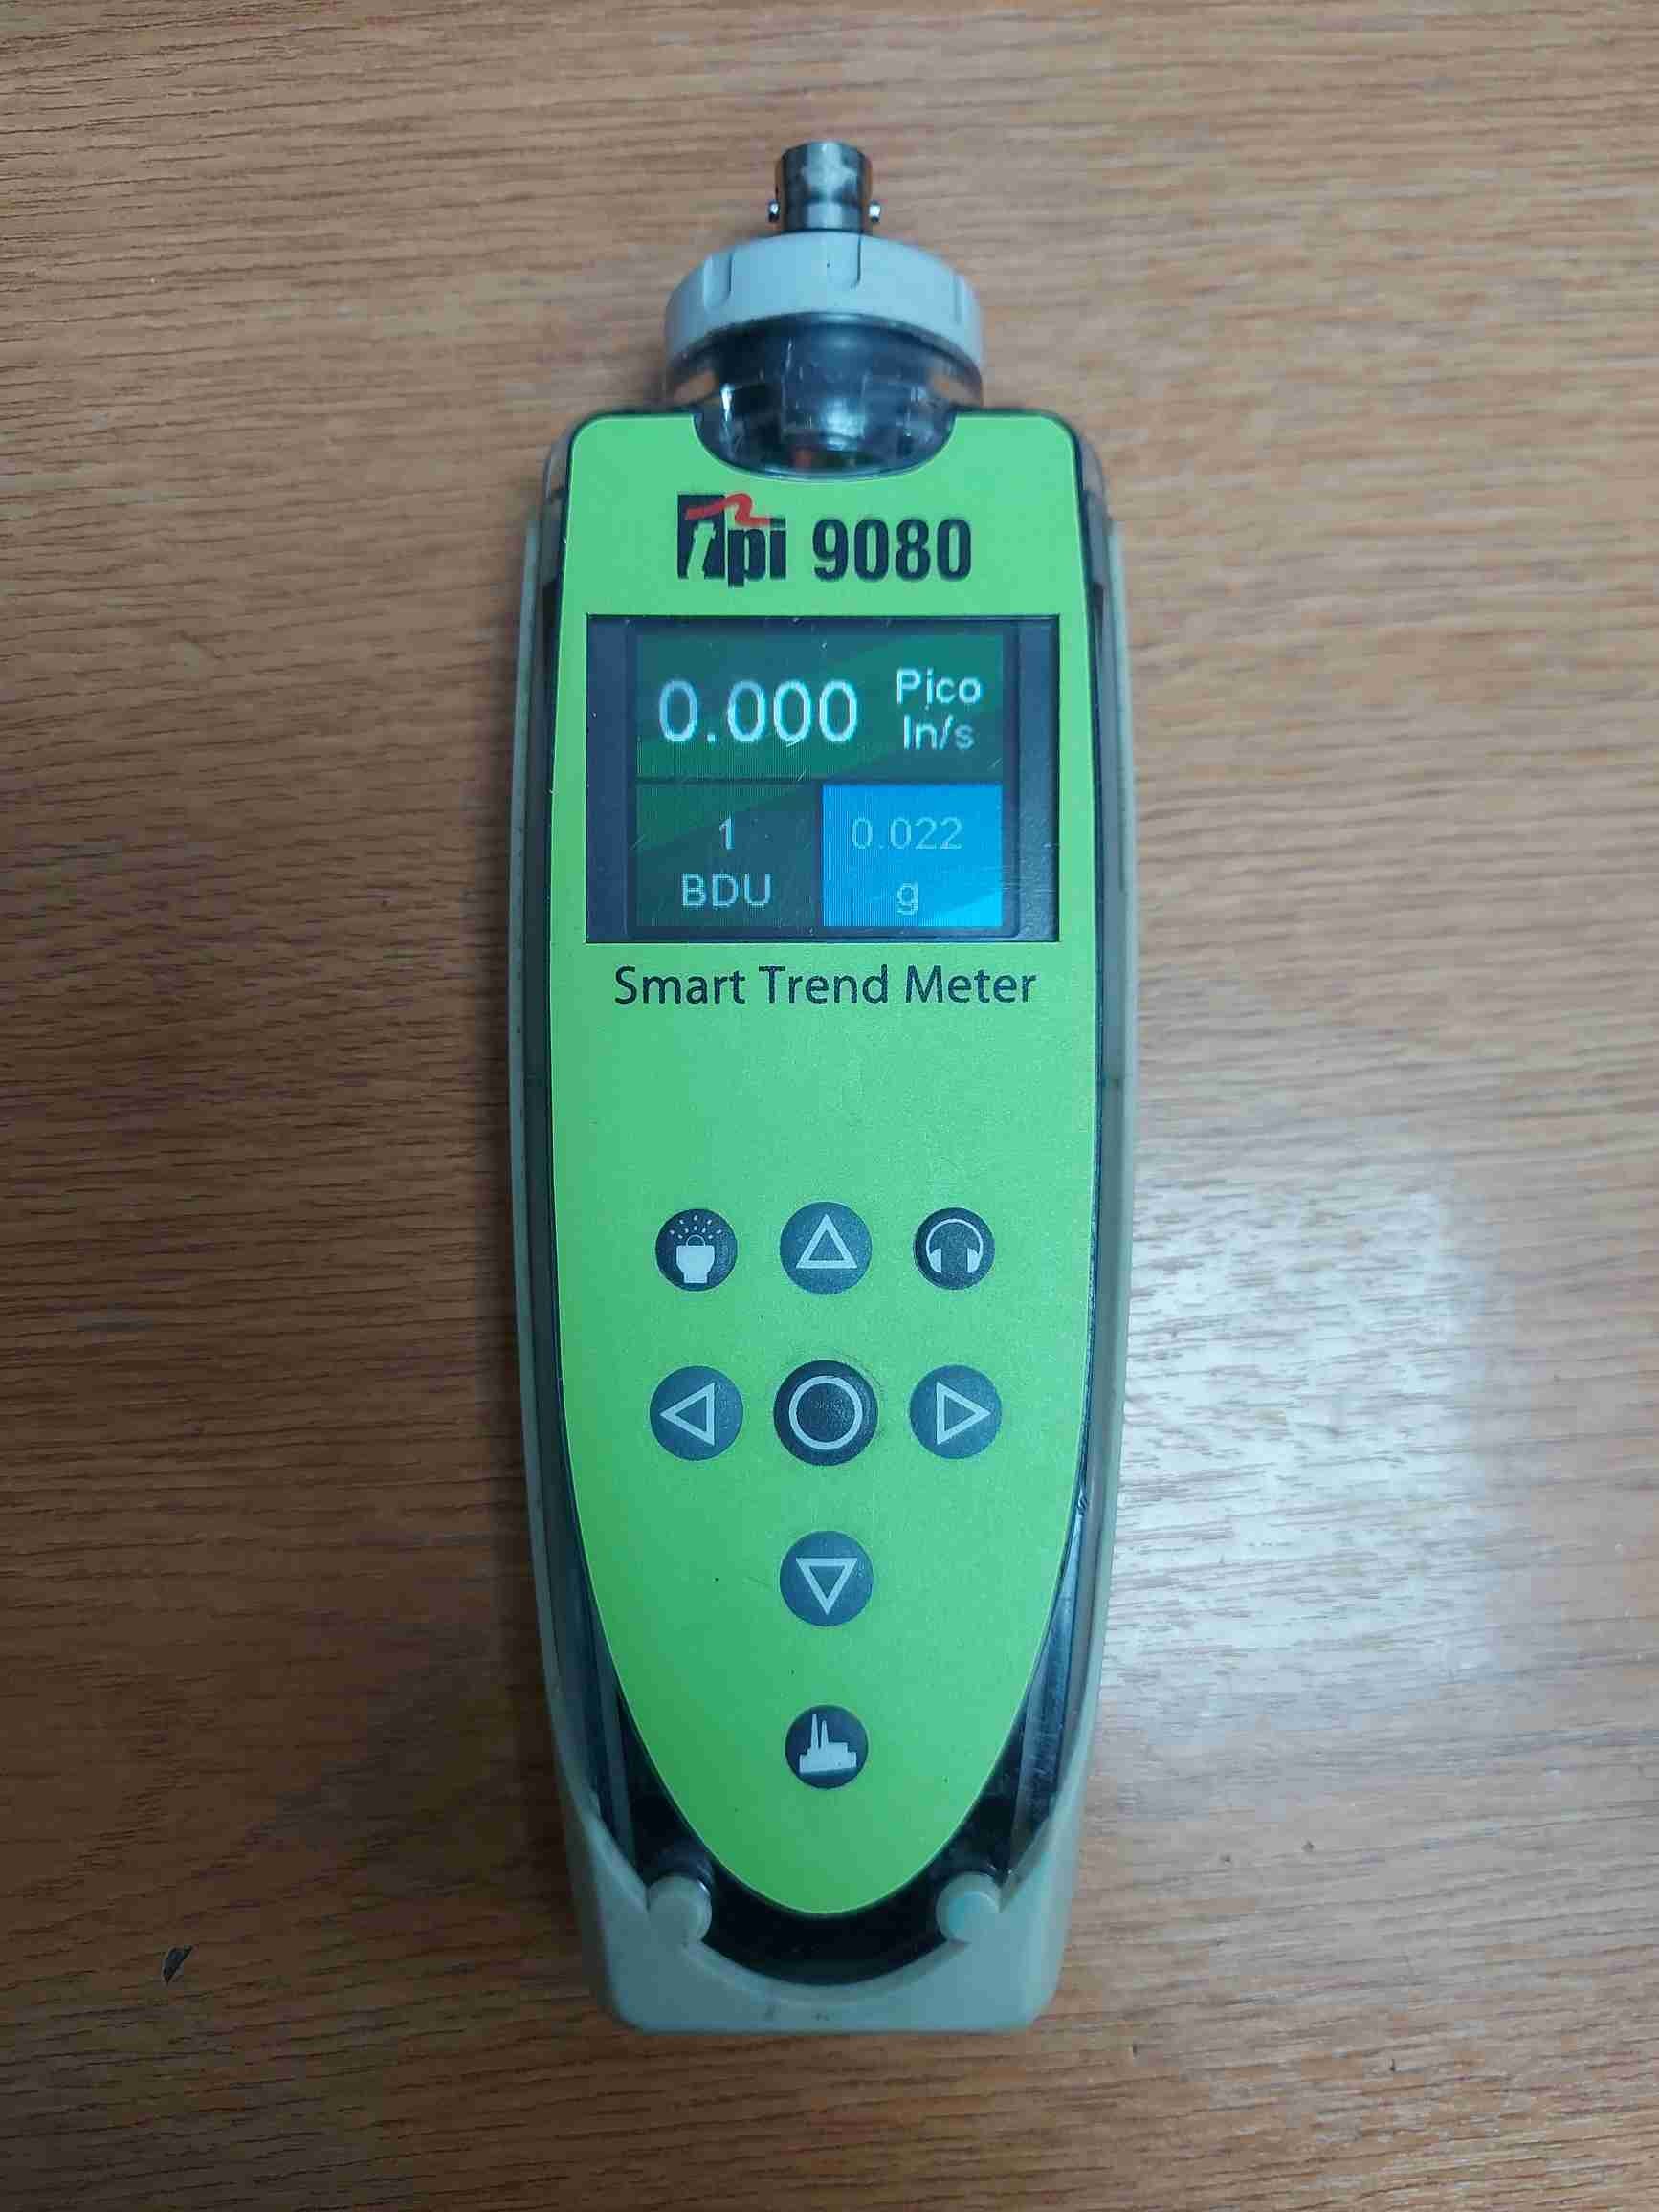 tpi 9080
0.000 Pico
In/s
1 0.022
BDU g
Smart Trend Meter